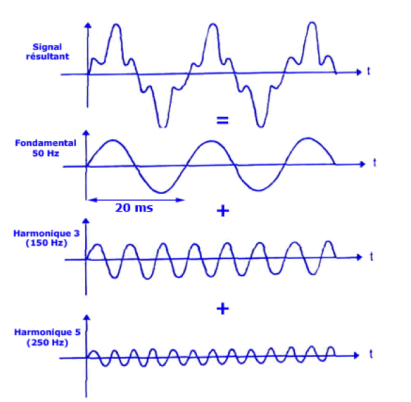 Signal
résultant
t
=
Fondamental
50 Hz
t
20 ms
+
Harmonique 3
(150 Hz)
t
+
Harmonique 5
(250 Hz)
t